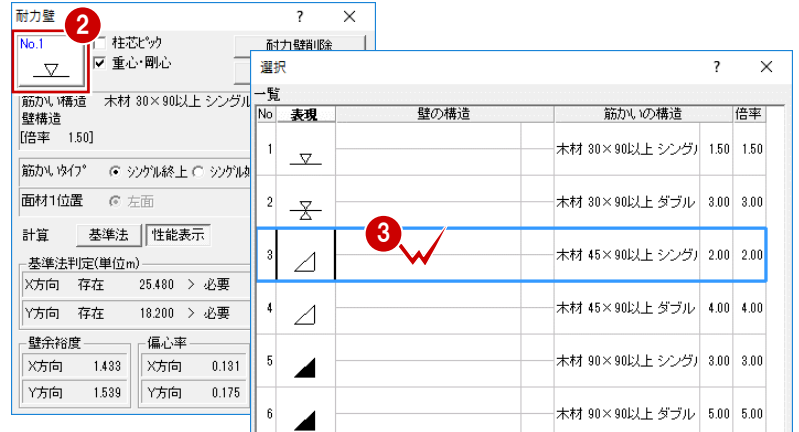 耐力壁 ? ×
2
No.1
柱芯ピック
重心・剛心
耐力壁削除
筋かい構造 木材 30×90以上 シングル
壁構造
[倍率 1.50]
筋かいタイプ シングル終上
面材1位置 左面
計算 基準法 性能表示
基準法判定(単位m)
X方向 存在 25.480 > 必要
Y方向 存在 18.200 > 必要
壁余裕度
X方向 1.433
Y方向 1.539
偏心率
X方向 0.131
Y方向 0.175
選択 ? ×
一覧
No 表現 壁の構造 筋かいの構造 倍率
1 木材 30×90以上 シング 1.50 1.50
2 木材 30×90以上 ダブル 3.00 3.00
3
3 木材 45×90以上 シング 2.00 2.00
4 木材 45×90以上 ダブル 4.00 4.00
5 木材 90×90以上 シング 3.00 3.00
6 木材 90×90以上 ダブル 5.00 5.00